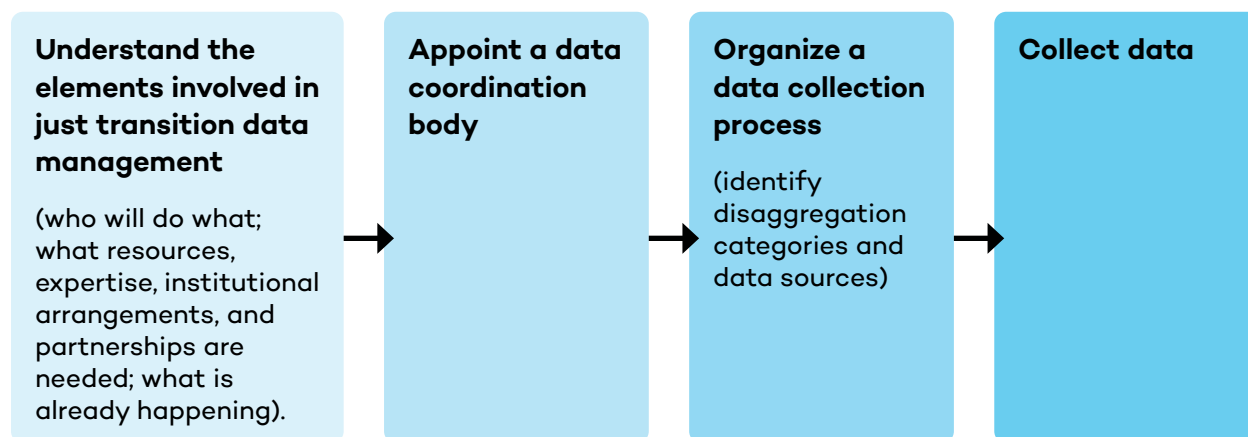 Understand the
elements involved in
just transition data
management
(who will do what;
what resources,
expertise, institutional
arrangements, and
partnerships are
needed; what is
already happening).
Appoint a data
coordination
body
Organize a
data collection
process
(identify
disaggregation
categories and
data sources)
Collect data